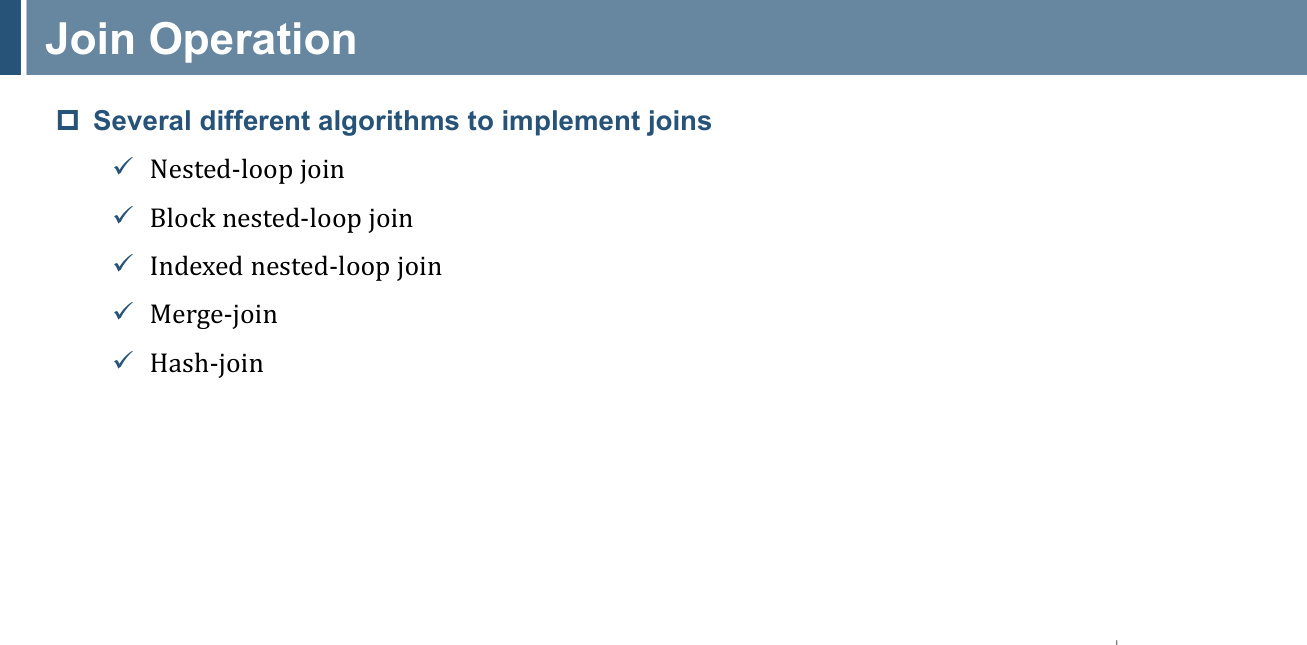 Join Operation
Several different algorithms to implement joins
Nested-loop join
Block nested-loop join
Indexed nested-loop join
Merge-join
Hash-join